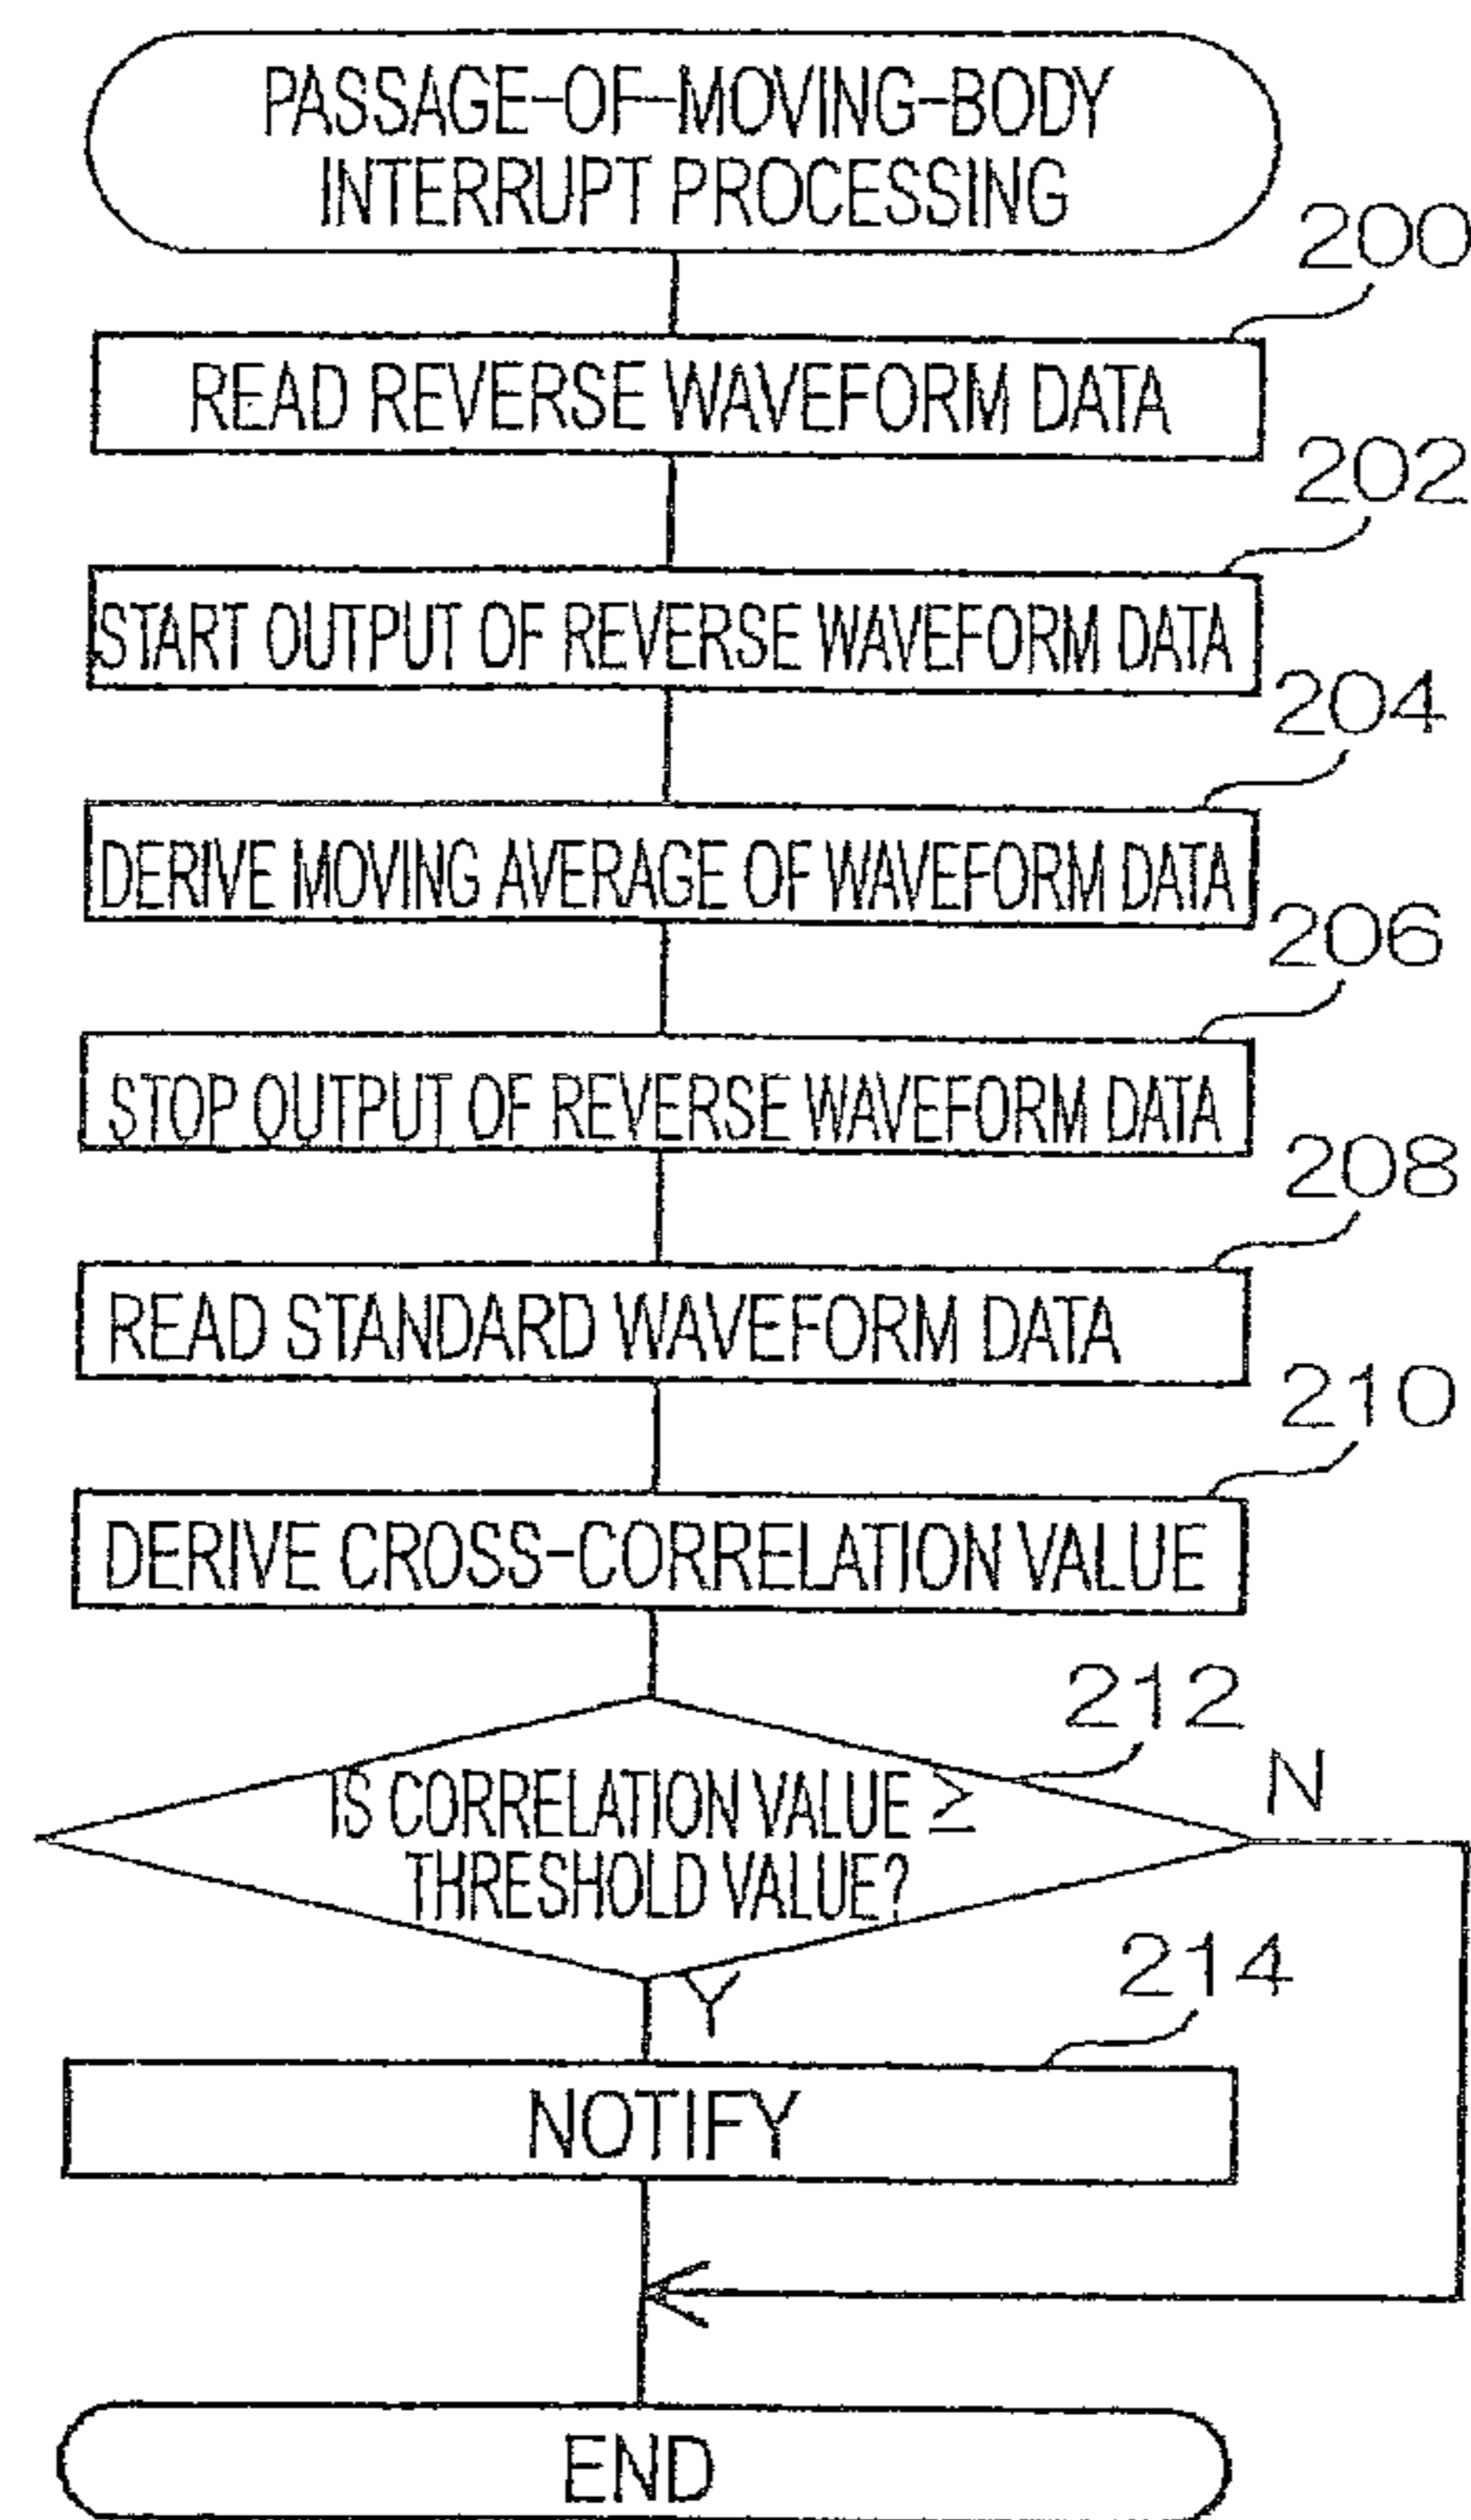 PASSAGE-OF-MOVING-BODY
INTERRUPT PROCESSING
200
READ REVERSE WAVEFORM DATA
202
START OUTPUT OF REVERSE WAVEFORM DATA
204
DERIVE MOVING AVERAGE OF WAVEFORM DATA
206
STOP OUTPUT OF REVERSE WAVEFORM DATA
208
READ STANDARD WAVEFORM DATA
210
DERIVE CROSS-CORRELATION VALUE
212
IS CORRELATION VALUE ≥
THRESHOLD VALUE?
N
Y
214
NOTIFY
END